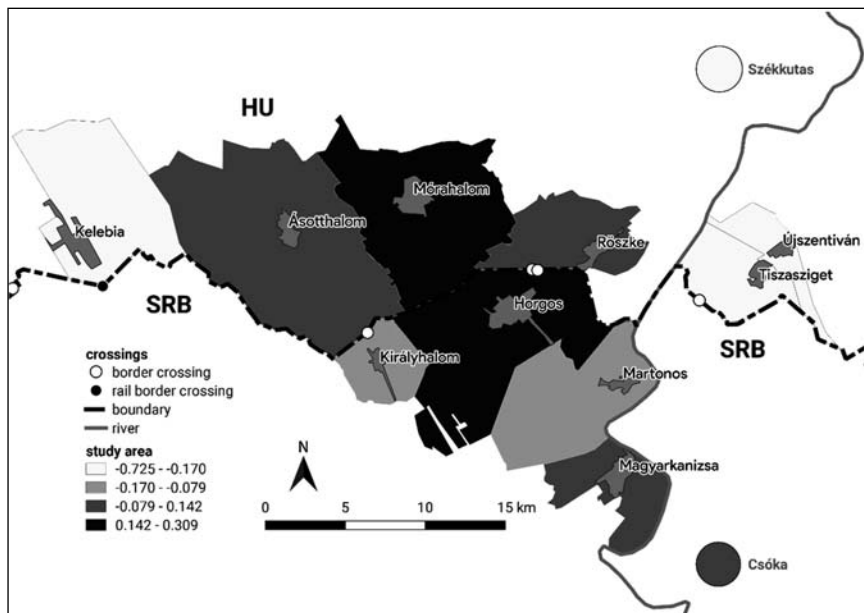 Székkutas
HU
Mórahalom
Kelebia
Ásotthalom
Röszke
Újszentiván
Tiszasziget
SRB
Horgos
SRB
Királyhalom
Martonos
crossings
border crossing
rail border crossing
boundary
river
study area
-0.725 - -0.170
-0.170 - -0.079
-0.079 - 0.142
0.142 - 0.309
N
0 5 10 15 km
Magyarkanizsa
Csóka